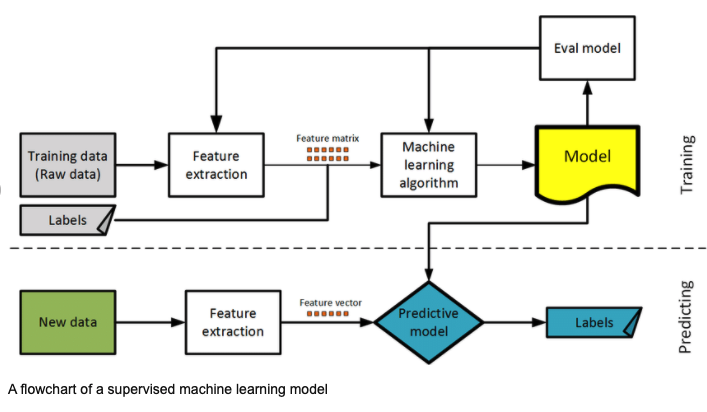 Eval model
Feature matrix
Training data
(Raw data)
Feature
extraction
Machine
learning
algorithm
Model
Training
Labels
New data
Feature
extraction
Feature vector
Predictive
model
Labels
Predicting
A flowchart of a supervised machine learning model